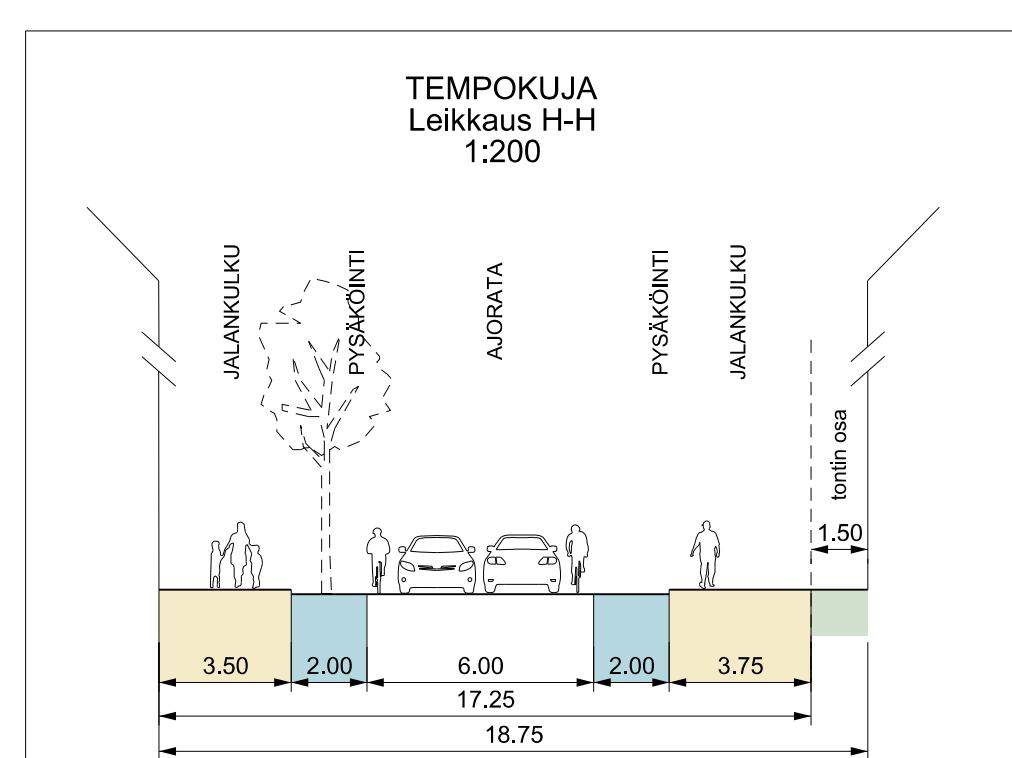 TEMPOKUJA
Leikkaus H-H
1:200
JALANKULKU
PYSÄKÖINTI
AJORATA
PYSÄKÖINTI
JALANKULKU
tontin osa
1.50
3.50
2.00
6.00
2.00
3.75
17.25
18.75